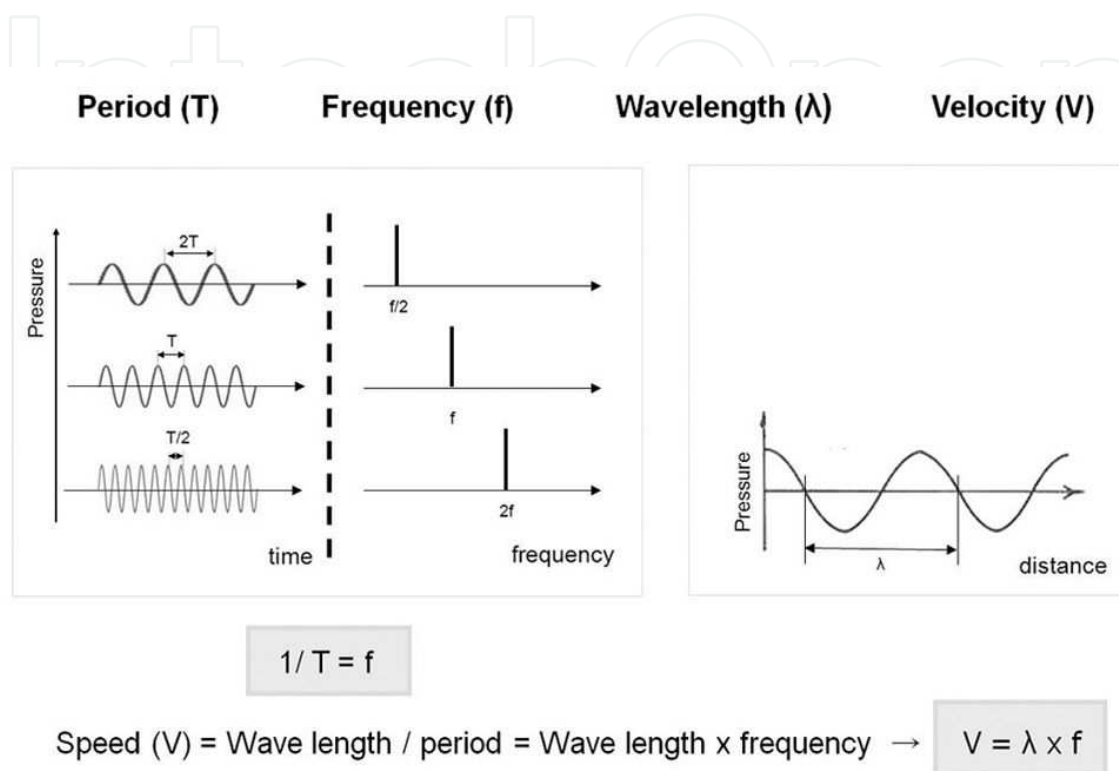 IntechOpen
Period (T) Frequency (f) Wavelength (λ) Velocity (V)
Pressure
2T
f/2
T
f
T/2
2f
time
frequency
Pressure
λ
distance
1/ T = f
Speed (V) = Wave length / period = Wave length x frequency → V = λ x f